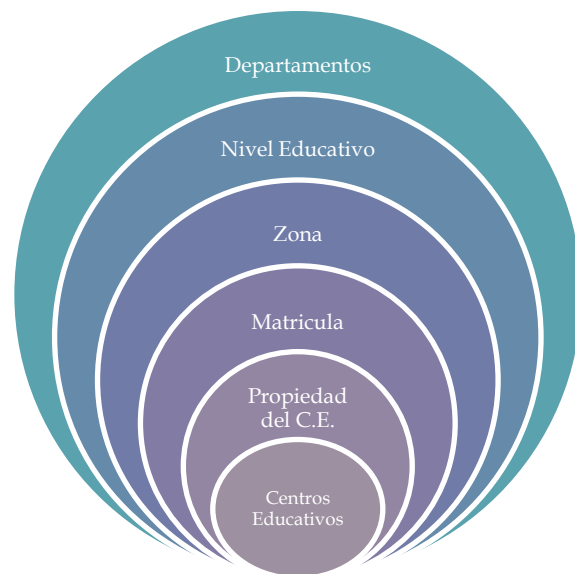 Departamentos
Nivel Educativo
Zona
Matricula
Propiedad
del C.E.
Centros
Educativos